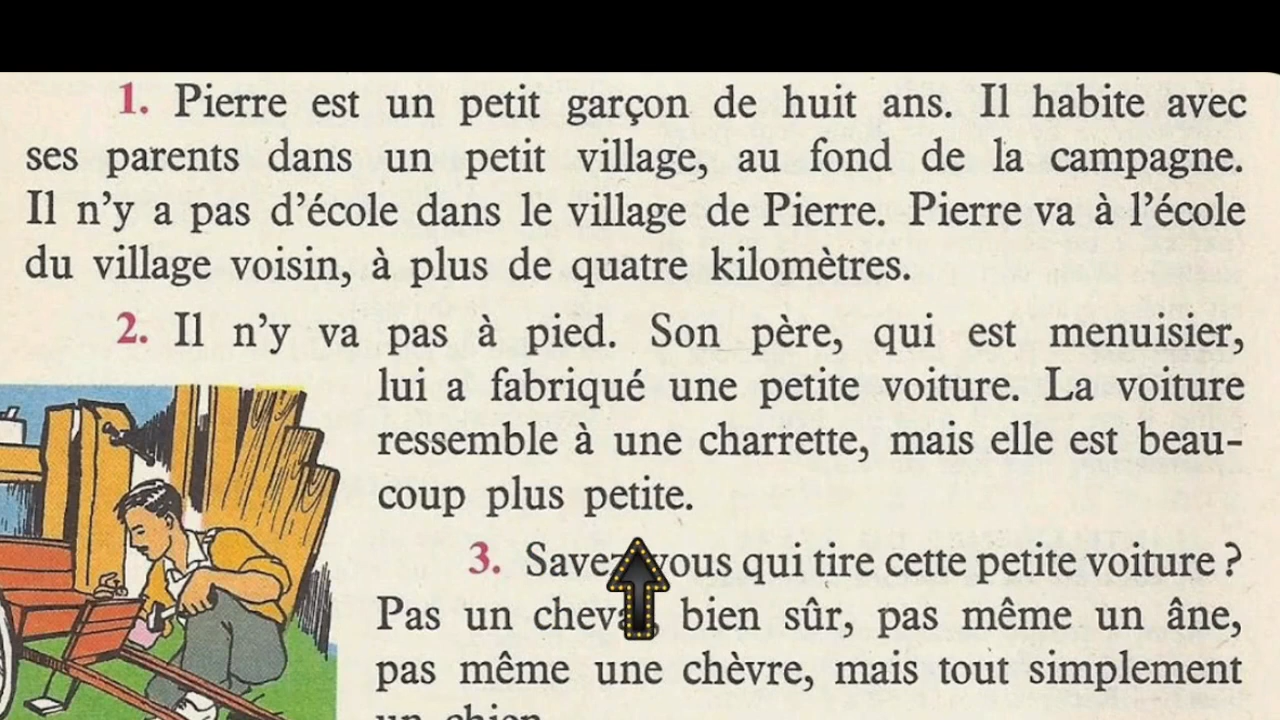 1. Pierre est un petit garçon de huit ans. Il habite avec
ses parents dans un petit village, au fond de la campagne.
Il n'y a pas d'école dans le village de Pierre. Pierre va à l'école
du village voisin, à plus de quatre kilomètres.
2. Il n'y va pas à pied. Son père, qui est menuisier,
lui a fabriqué une petite voiture. La voiture
ressemble à une charrette, mais elle est beau-
coup plus petite.
3. Savez-vous qui tire cette petite voiture ?
Pas un cheval, bien sûr, pas même un âne,
pas même une chèvre, mais tout simplement
un chien